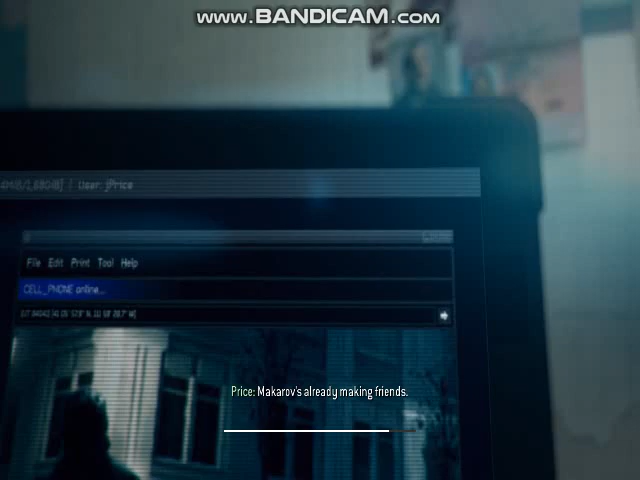 www.BANDICAM.com
User: jPrice
File Edit Print Tool Help
CELL_PHONE online...
Price: Makarov's already making friends.